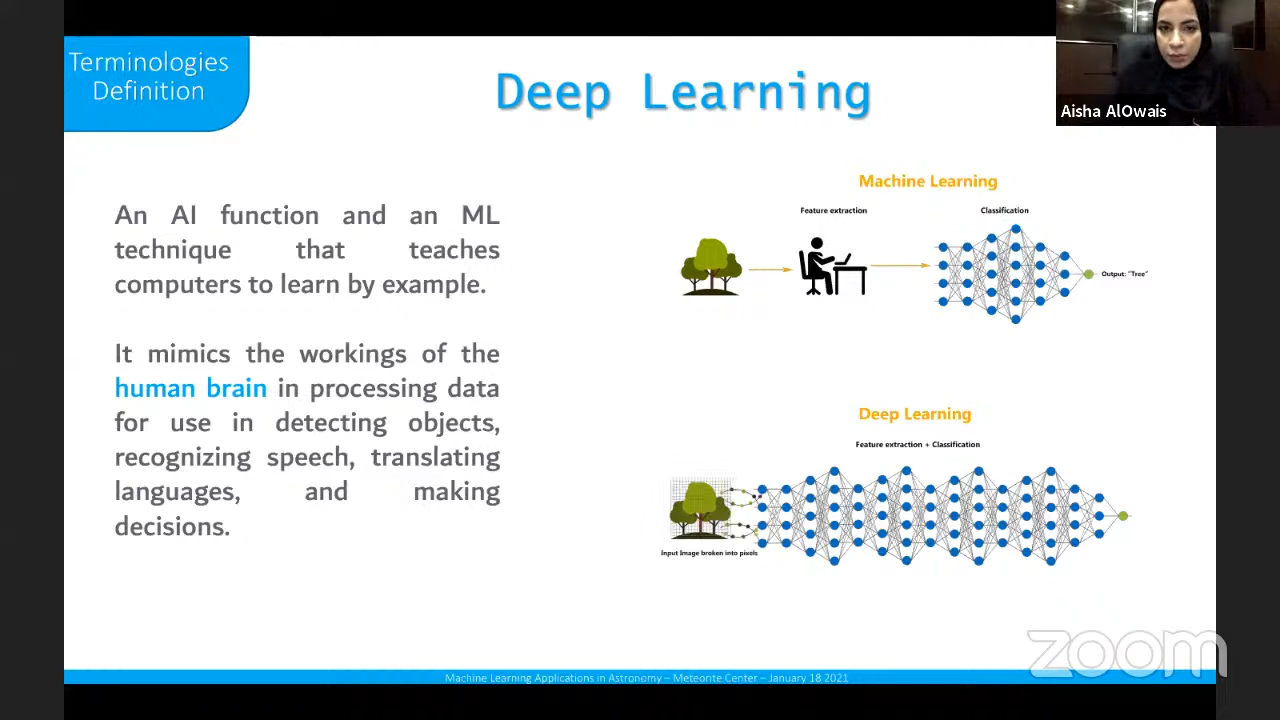 Terminologies
Definition
Deep Learning
Aisha AlOwais
An AI function and an ML
technique that teaches
computers to learn by example.
It mimics the workings of the
human brain in processing data
for use in detecting objects,
recognizing speech, translating
languages, and making
decisions.
Machine Learning
Feature extraction
Classification
Output: "Tree"
Deep Learning
Feature extraction + Classification
Input Image broken into pixels
zoom
Machine Learning Applications in Astronomy – Meteorite Center – January 18 2021